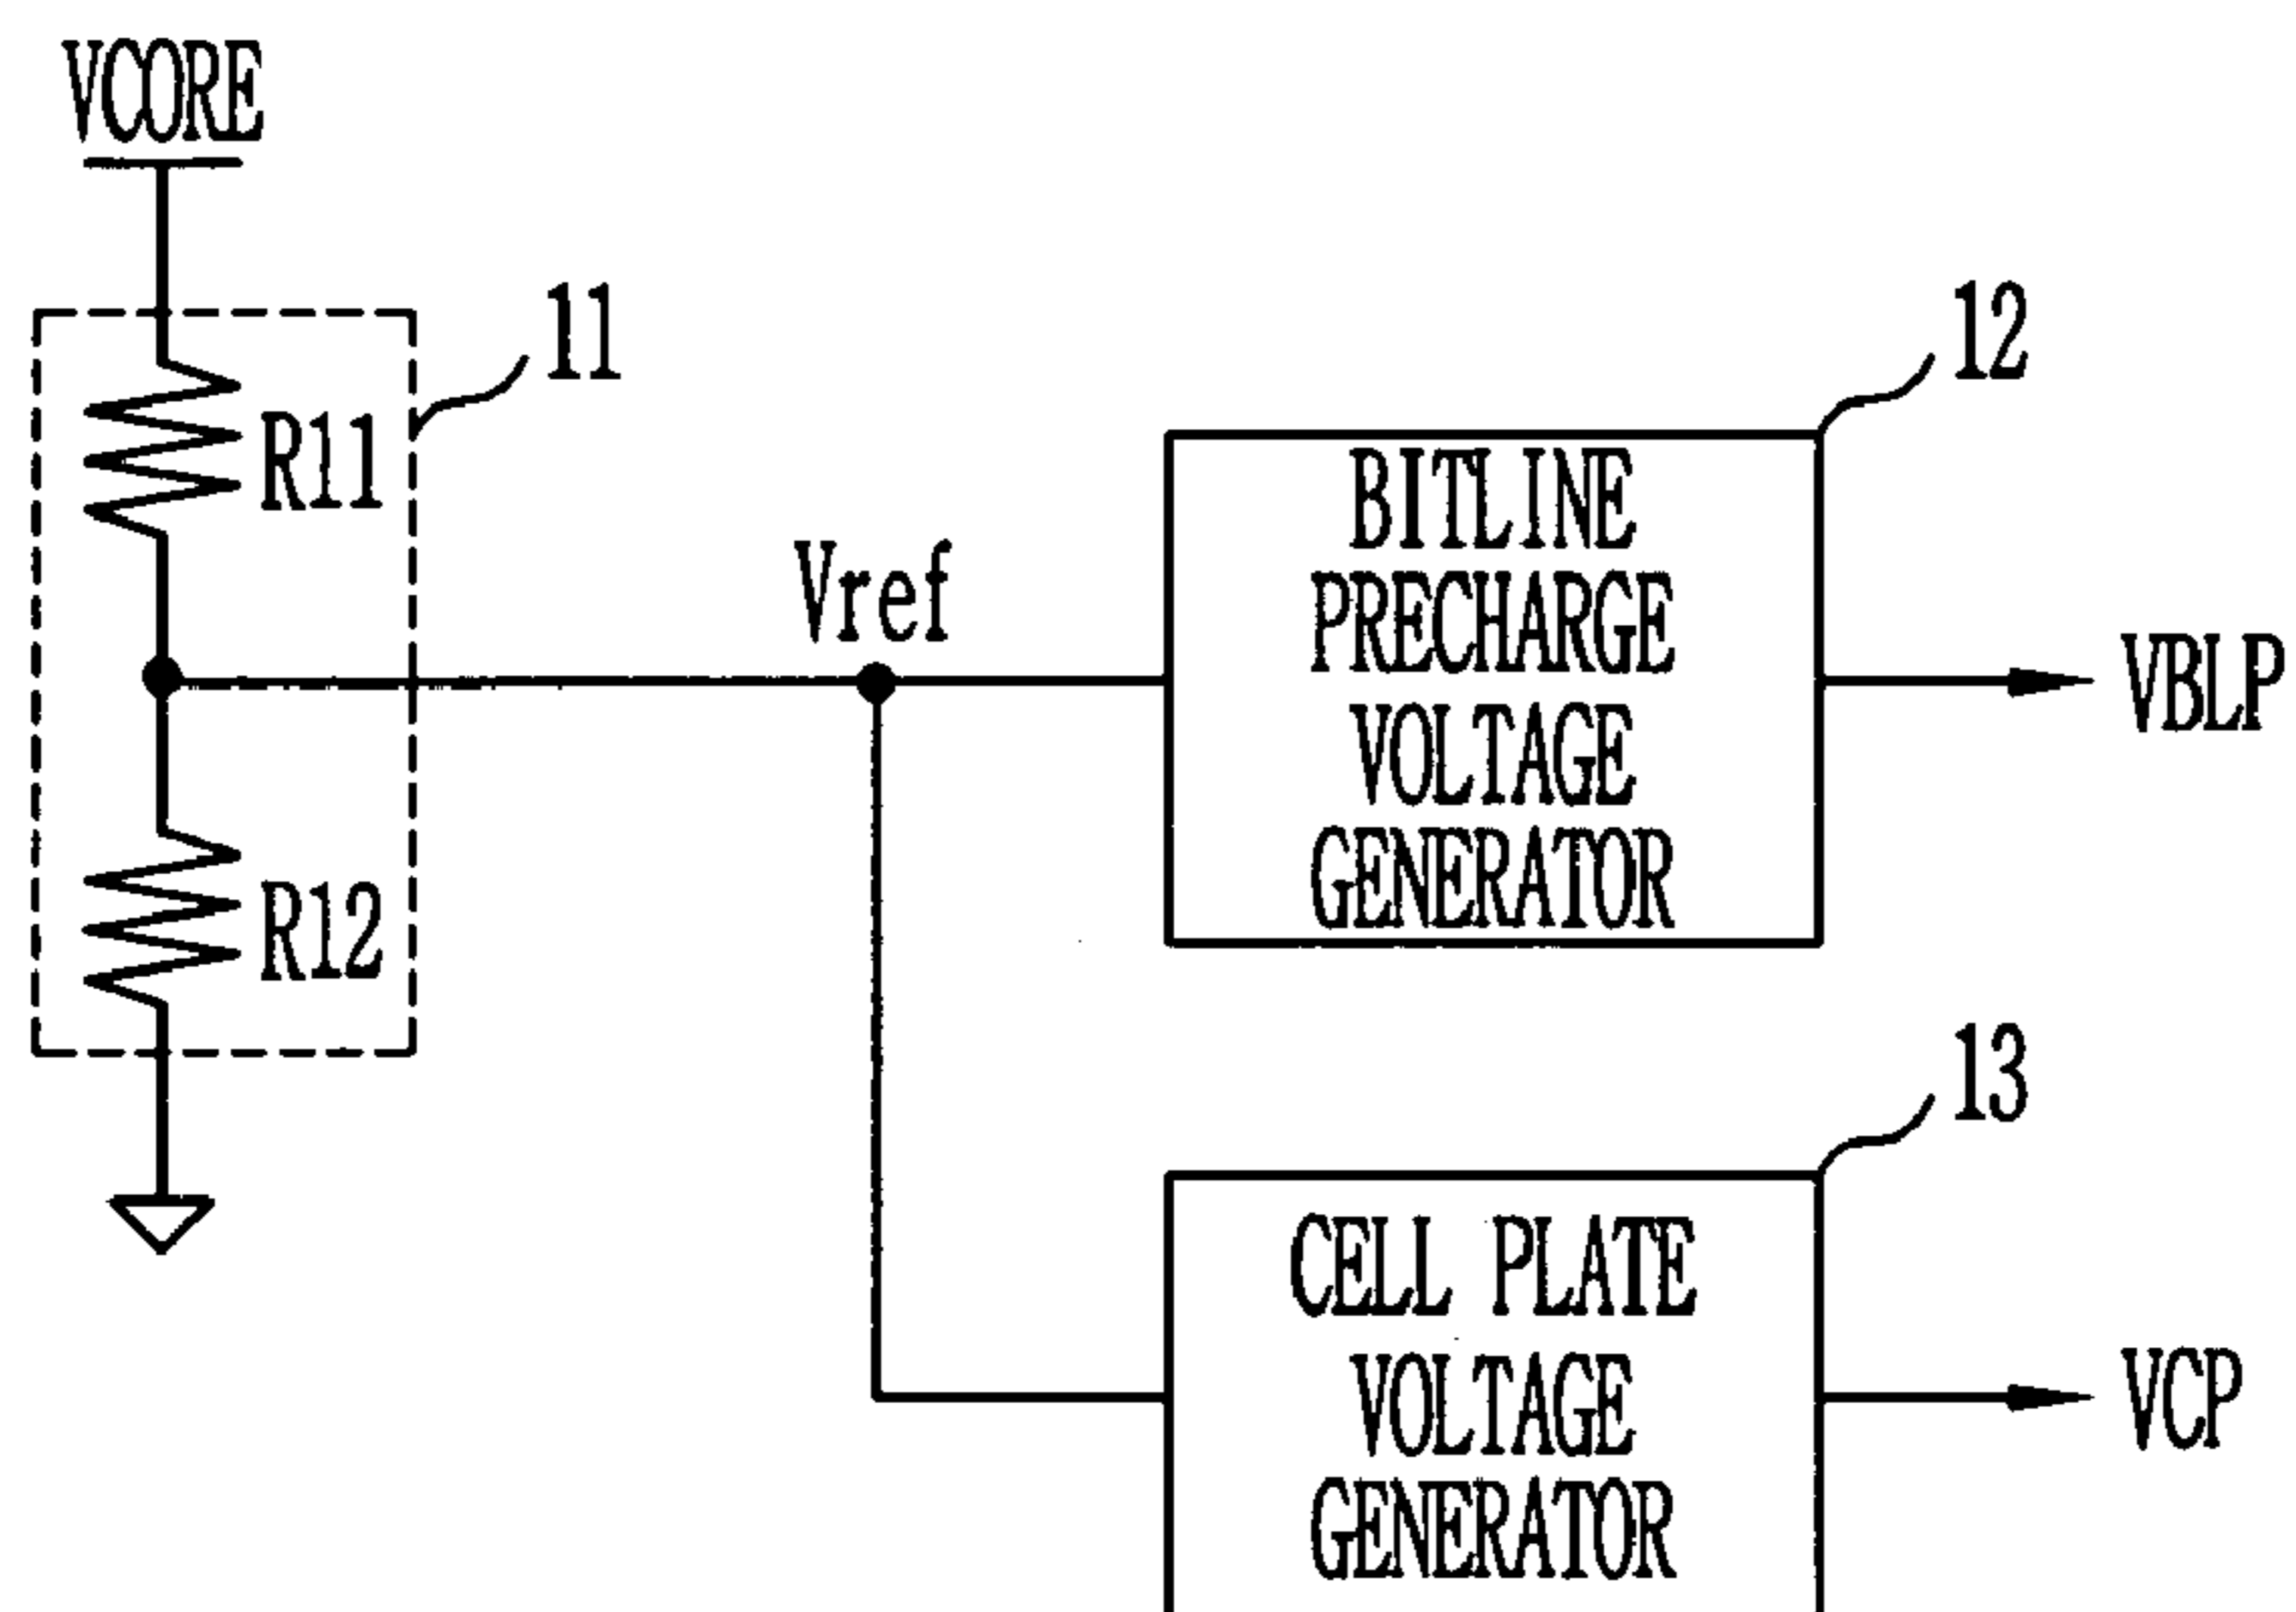 VCORE
11
R11
R12
Vref
12
BITLINE
PRECHARGE
VOLTAGE
GENERATOR
VBLP
13
CELL PLATE
VOLTAGE
GENERATOR
VCP